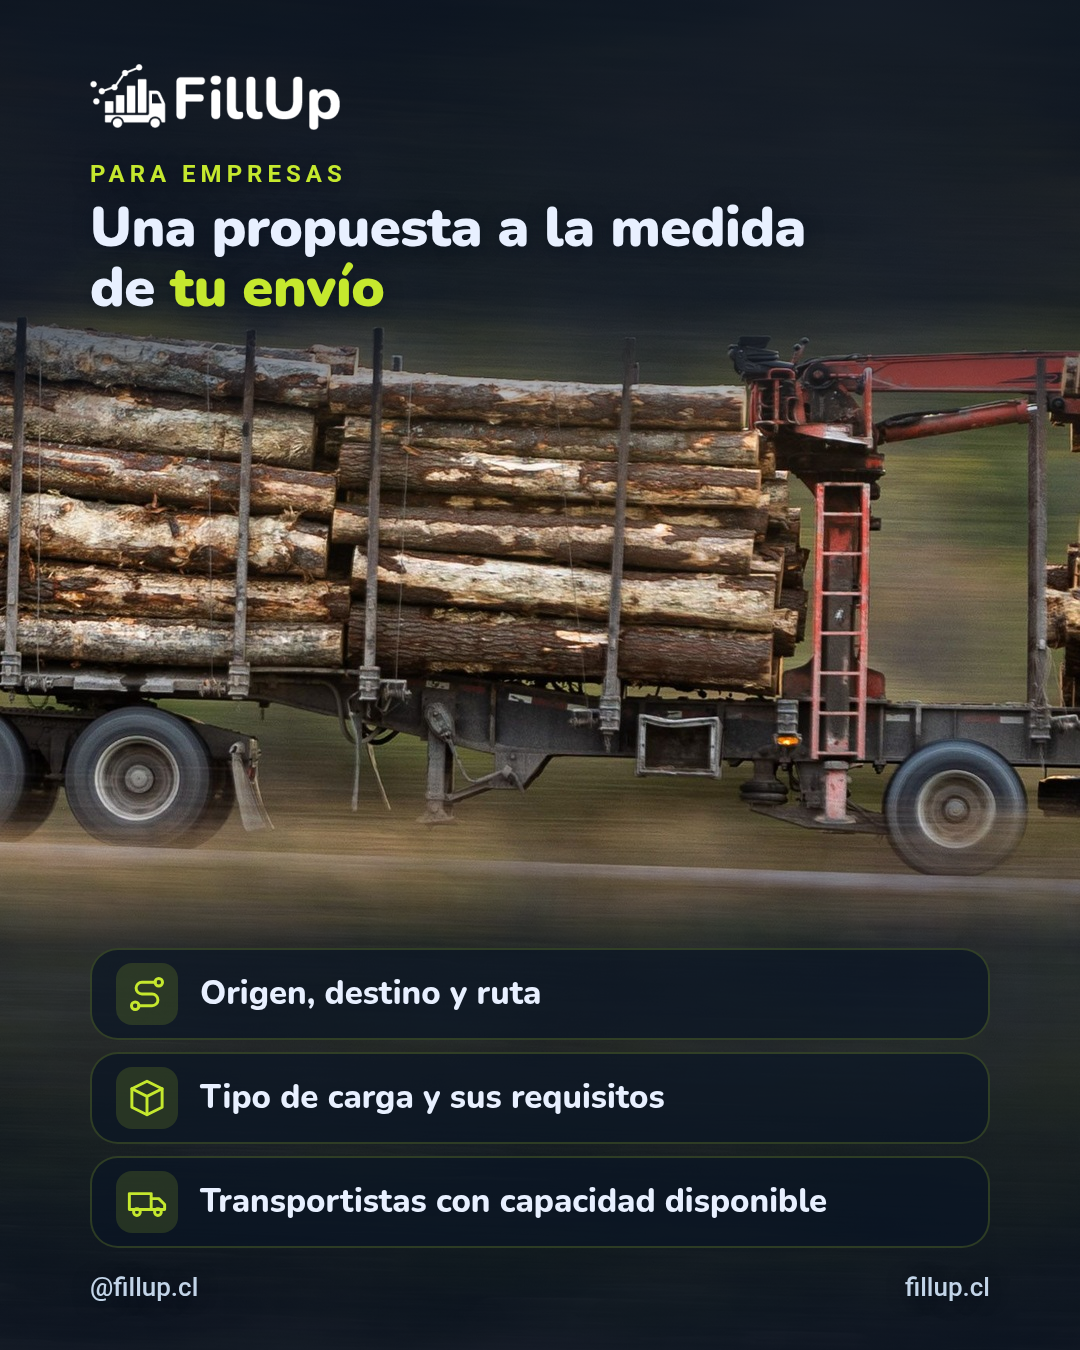 FillUp
PARA EMPRESAS
Una propuesta a la medida
de tu envío
Origen, destino y ruta
Tipo de carga y sus requisitos
Transportistas con capacidad disponible
@fillup.cl
fillup.cl